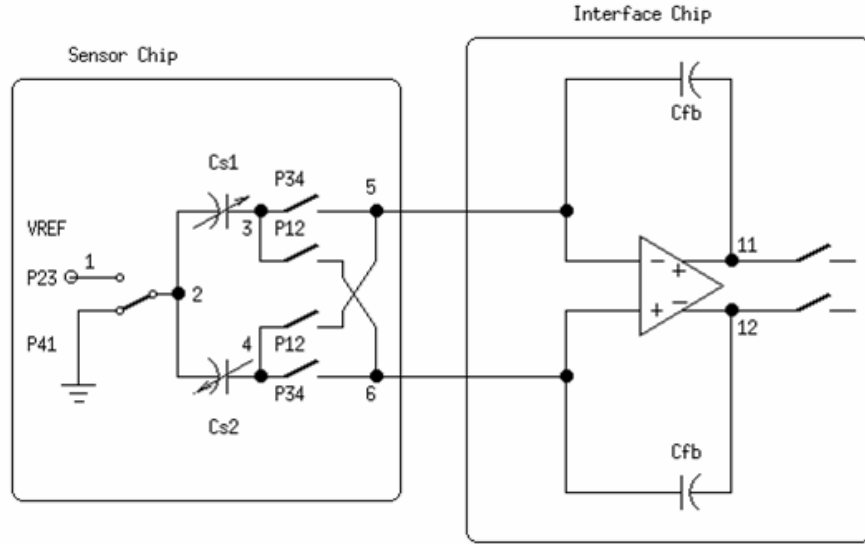 Interface Chip
Sensor Chip
Cfb
Cs1
P34
5
3
P12
VREF
1
P23
2
11
- +
+ -
12
P41
4
P12
P34
6
Cs2
Cfb